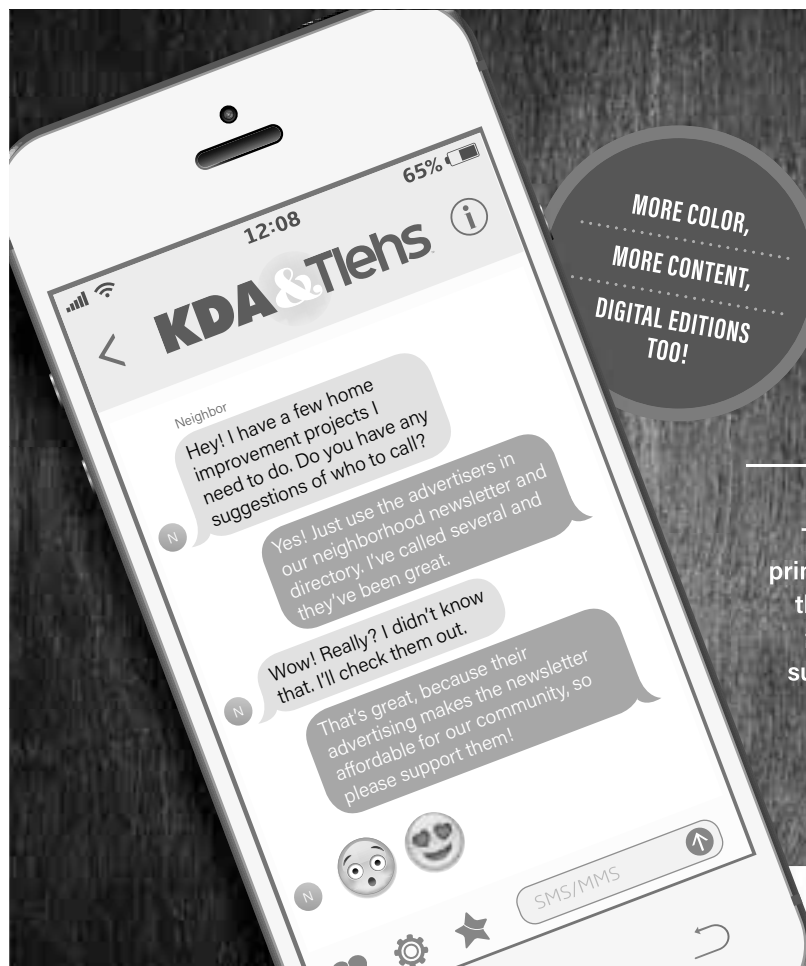 65%
12:08
KDA&Tlehs
i
Neighbor
Hey! I have a few home
improvement projects I
need to do. Do you have any
suggestions of who to call?
N
Yes! Just use the advertisers in
our neighborhood newsletter and
directory. I've called several and
they've been great.
Wow! Really? I didn't know
that. I'll check them out.
N
That's great, because their
advertising makes the newsletter
affordable for our community, so
please support them!
N
SMS/MMS
MORE COLOR,
MORE CONTENT,
DIGITAL EDITIONS
TOO!